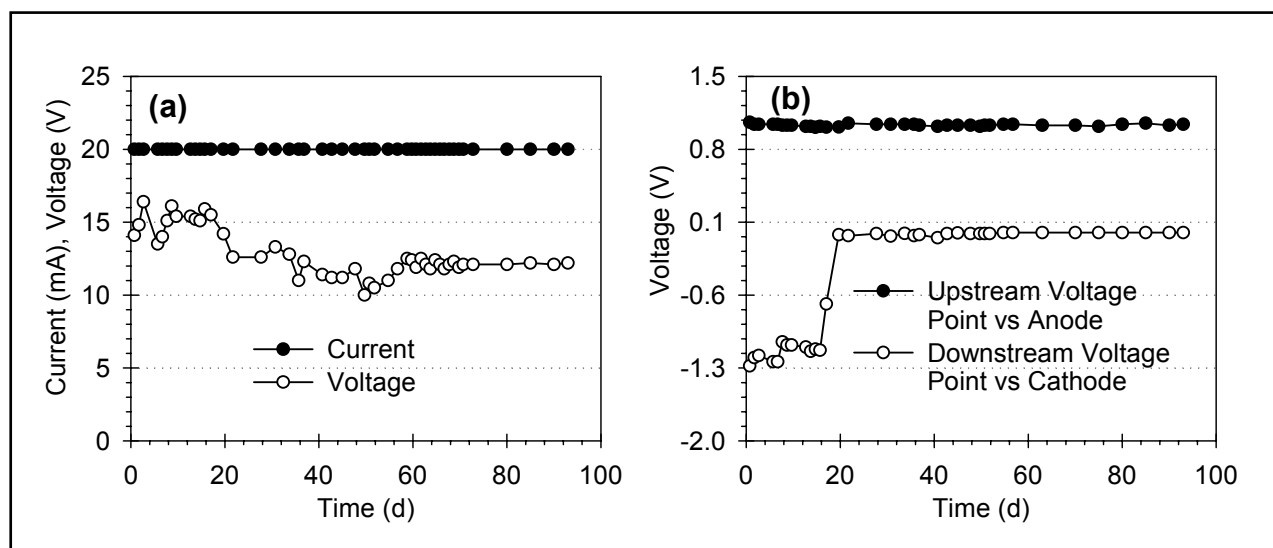 (a)
Current (mA), Voltage (V)
25
20
15
10
5
0
Current
Voltage
0 20 40 60 80 100
Time (d)
(b)
Voltage (V)
1.5
0.8
0.1
-0.6
-1.3
-2.0
Upstream Voltage
Point vs Anode
Downstream Voltage
Point vs Cathode
0 20 40 60 80 100
Time (d)